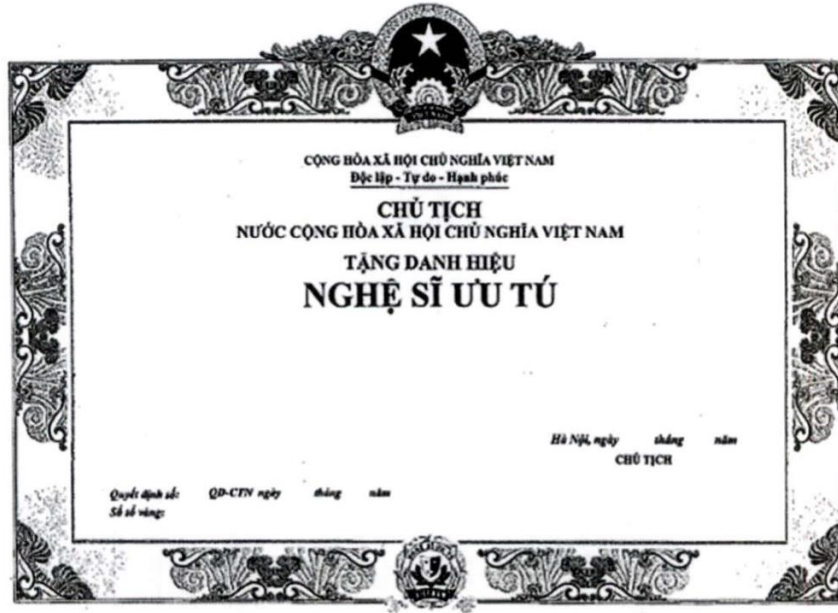 CỘNG HÒA XÃ HỘI CHỦ NGHĨA VIỆT NAM
Độc lập - Tự do - Hạnh phúc
CHỦ TỊCH
NƯỚC CỘNG HÒA XÃ HỘI CHỦ NGHĨA VIỆT NAM
TẶNG DANH HIỆU
NGHỆ SĨ ƯU TÚ
Hà Nội, ngày tháng năm
CHỦ TỊCH
Quyết định số: QĐ-CTN ngày tháng năm
Số sổ vàng: